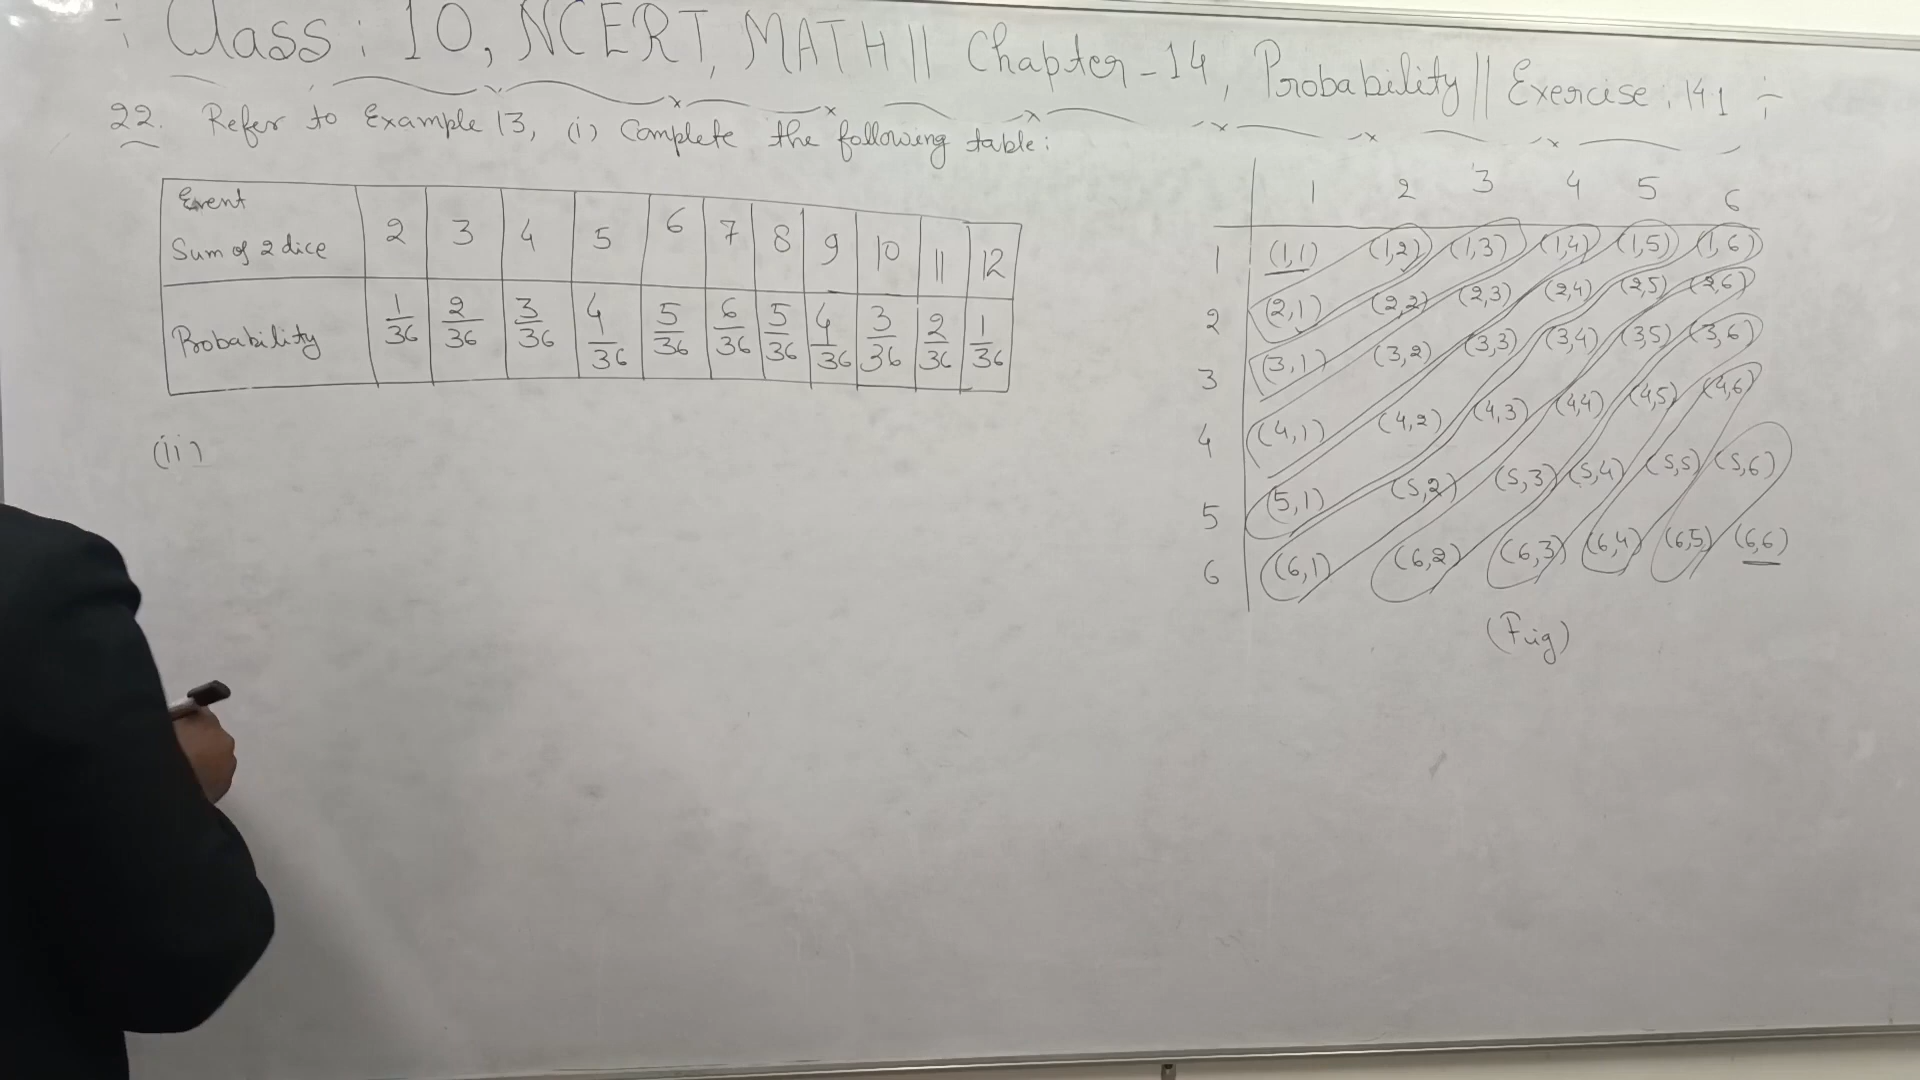 ÷ Class : 10, NCERT, MATH || Chapter - 14, Probability || Exercise : 14.1 ÷
22. Refer to Example 13, (i) Complete the following table :
Event
Sum of 2 dice 2 3 4 5 6 7 8 9 10 11 12
Probability 1/36 2/36 3/36 4/36 5/36 6/36 5/36 4/36 3/36 2/36 1/36
(ii)
1 2 3 4 5 6
1 (1,1) (1,2) (1,3) (1,4) (1,5) (1,6)
2 (2,1) (2,2) (2,3) (2,4) (2,5) (2,6)
3 (3,1) (3,2) (3,3) (3,4) (3,5) (3,6)
4 (4,1) (4,2) (4,3) (4,4) (4,5) (4,6)
5 (5,1) (5,2) (5,3) (5,4) (5,5) (5,6)
6 (6,1) (6,2) (6,3) (6,4) (6,5) (6,6)
(Fig)